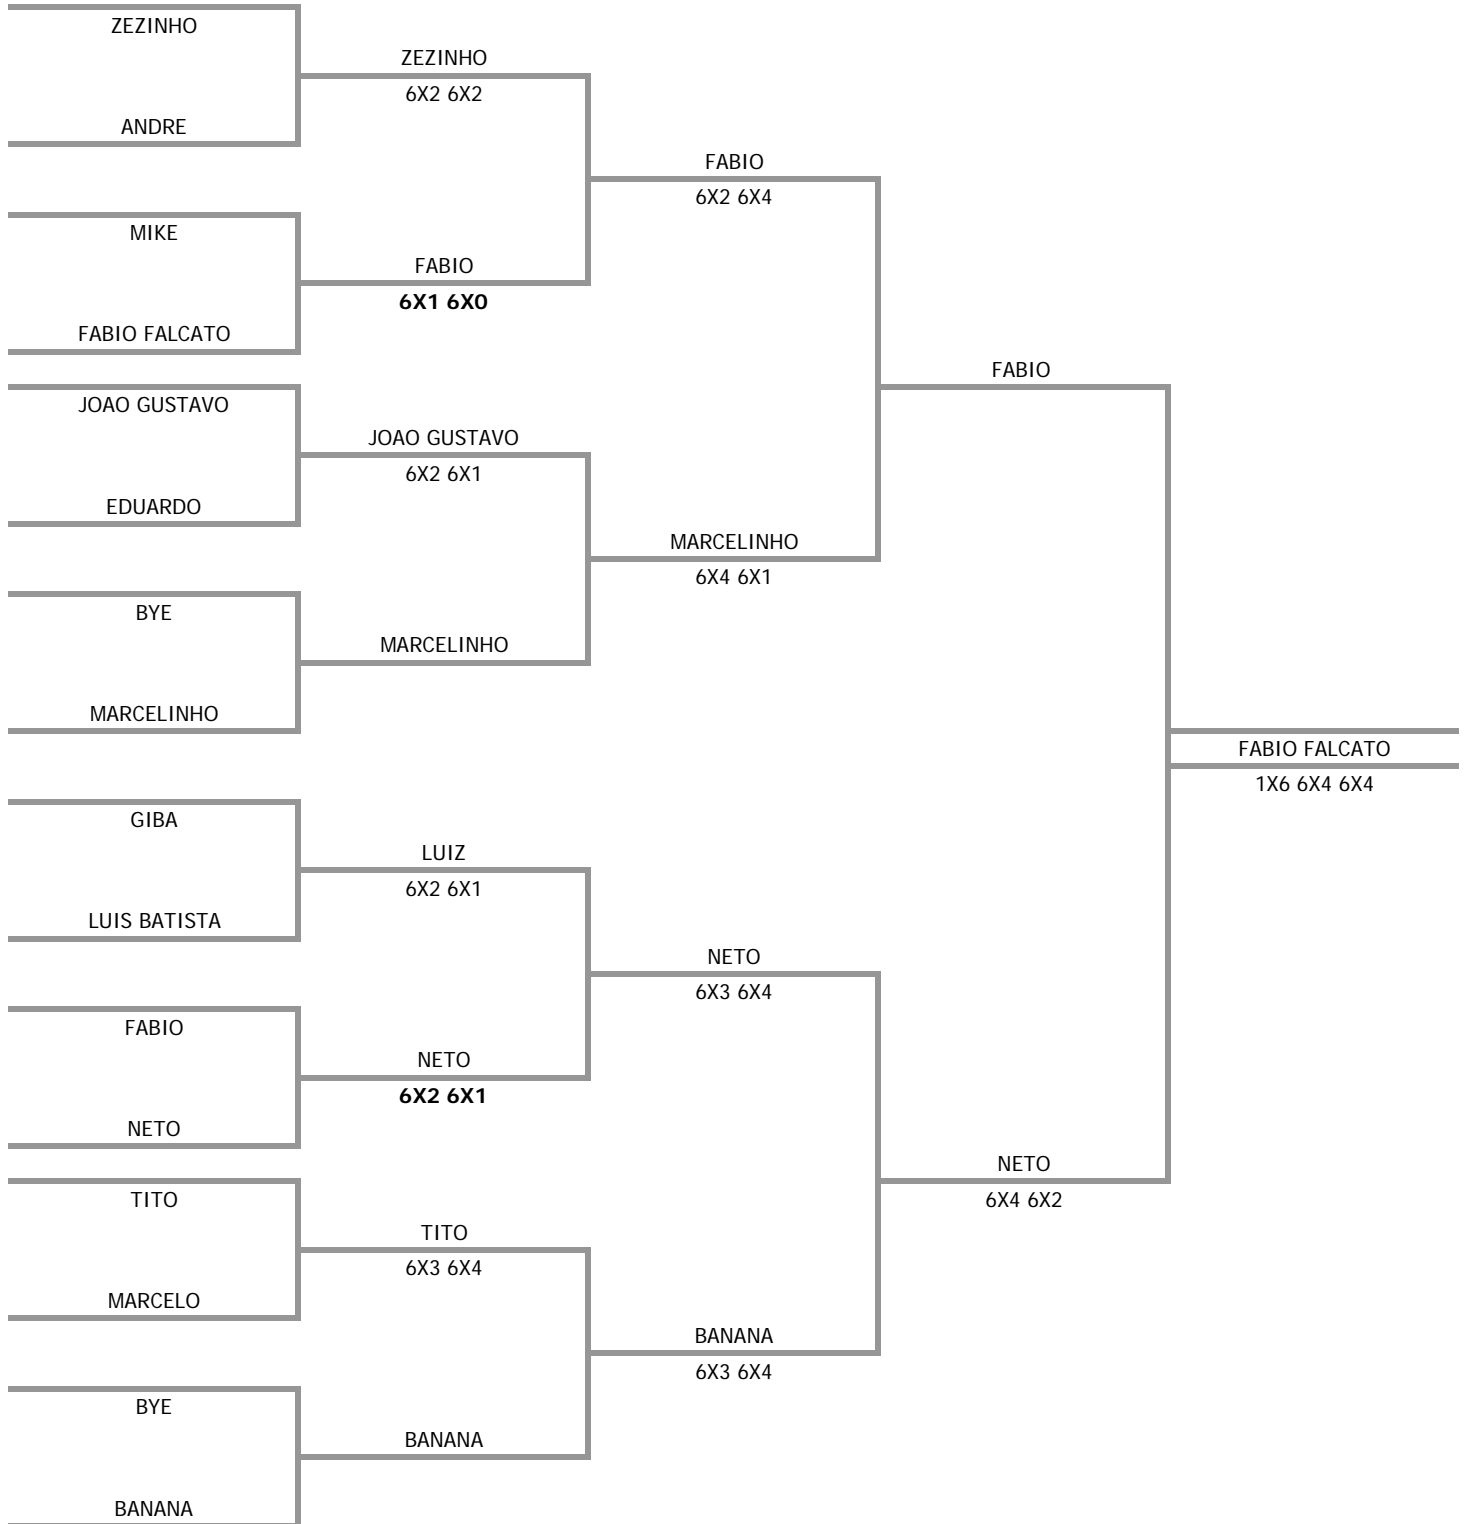 ZEZINHO
ZEZINHO
6X2 6X2
ANDRE
FABIO
6X2 6X4
MIKE
FABIO
6X1 6X0
FABIO FALCATO
FABIO
JOAO GUSTAVO
JOAO GUSTAVO
6X2 6X1
EDUARDO
MARCELINHO
6X4 6X1
BYE
MARCELINHO
MARCELINHO
FABIO FALCATO
1X6 6X4 6X4
GIBA
LUIZ
6X2 6X1
LUIS BATISTA
NETO
6X3 6X4
FABIO
NETO
6X2 6X1
NETO
NETO
6X4 6X2
TITO
TITO
6X3 6X4
MARCELO
BANANA
6X3 6X4
BYE
BANANA
BANANA